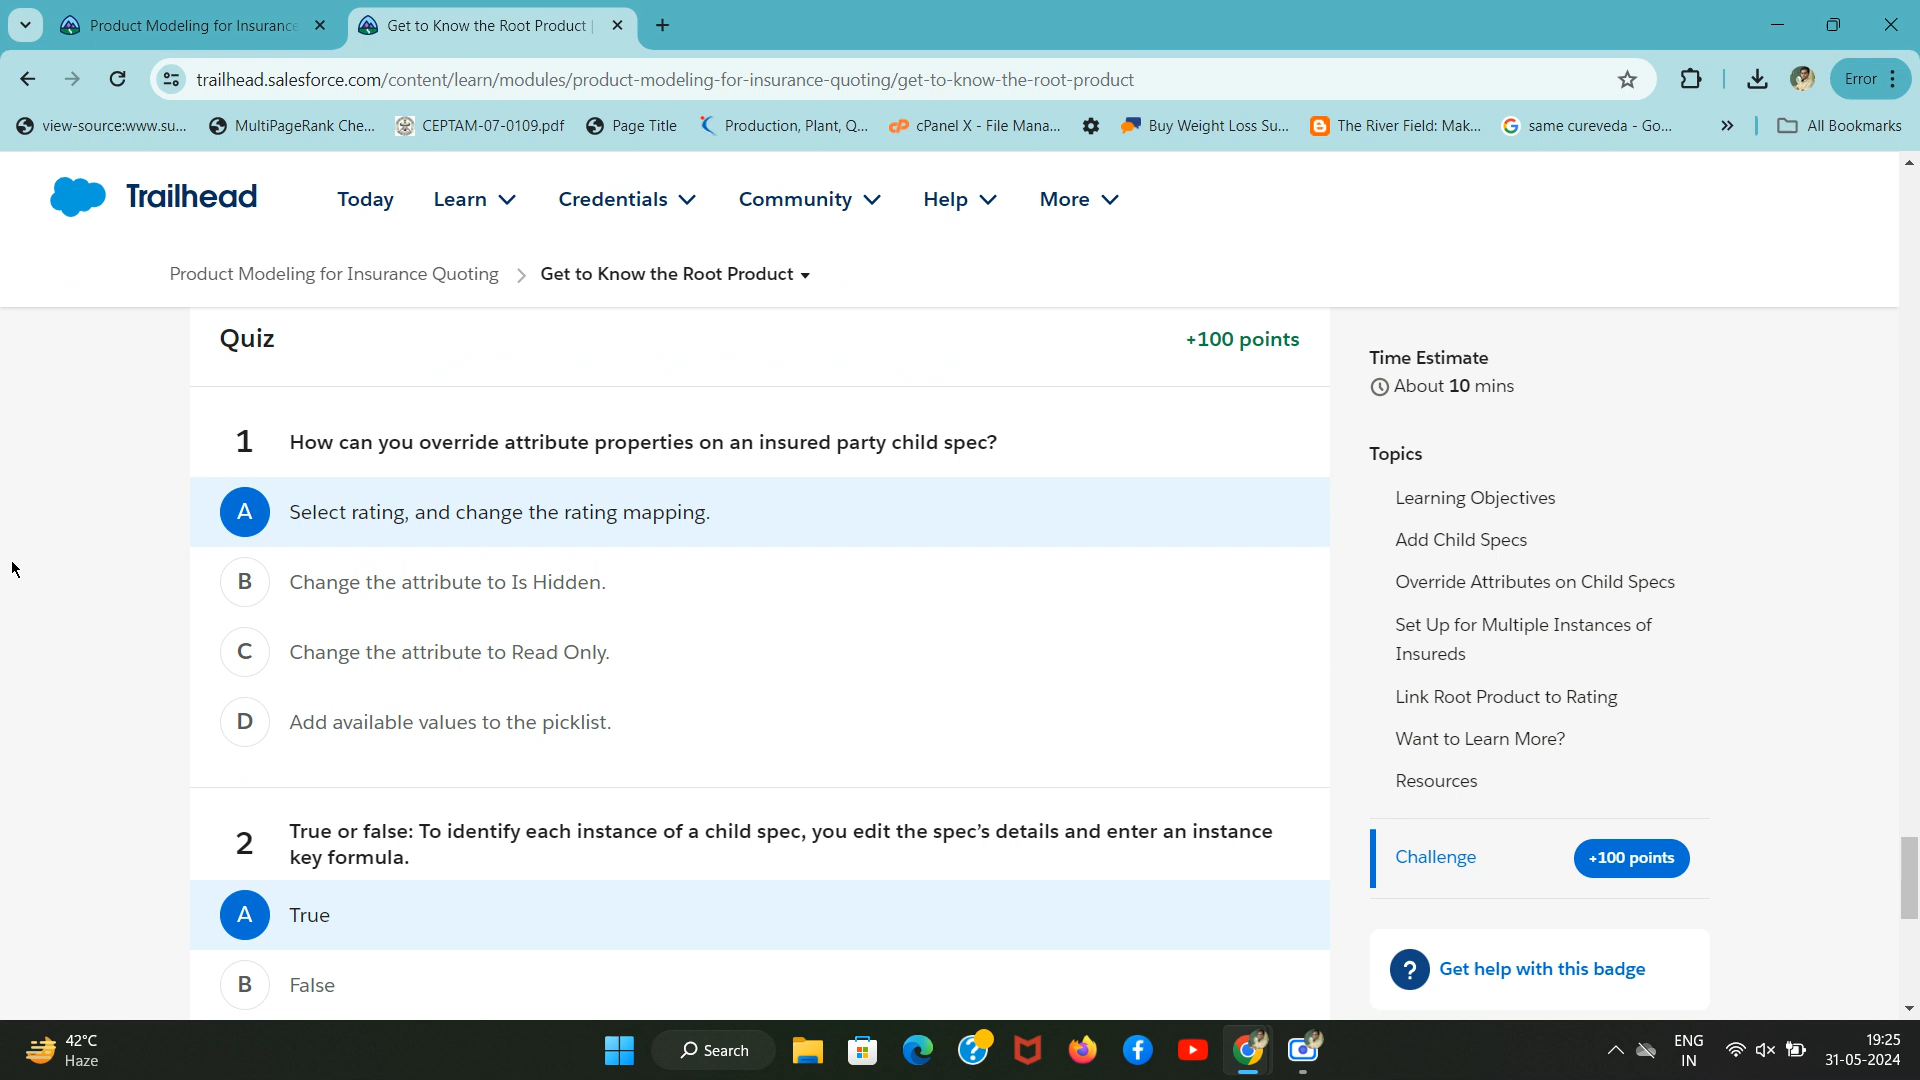 Product Modeling for Insurance
Get to Know the Root Product |
trailhead.salesforce.com/content/learn/modules/product-modeling-for-insurance-quoting/get-to-know-the-root-product
Error
view-source:www.su...
MultiPageRank Che...
CEPTAM-07-0109.pdf
Page Title
Production, Plant, Q...
cPanel X - File Mana...
Buy Weight Loss Su...
The River Field: Mak...
same cureveda - Go...
All Bookmarks
Trailhead
Today
Learn
Credentials
Community
Help
More
Product Modeling for Insurance Quoting
Get to Know the Root Product
Quiz
+100 points
1 How can you override attribute properties on an insured party child spec?
A Select rating, and change the rating mapping.
B Change the attribute to Is Hidden.
C Change the attribute to Read Only.
D Add available values to the picklist.
2 True or false: To identify each instance of a child spec, you edit the spec’s details and enter an instance
key formula.
A True
B False
Time Estimate
About 10 mins
Topics
Learning Objectives
Add Child Specs
Override Attributes on Child Specs
Set Up for Multiple Instances of
Insureds
Link Root Product to Rating
Want to Learn More?
Resources
Challenge
+100 points
? Get help with this badge
42°C
Haze
Search
ENG
IN
19:25
31-05-2024